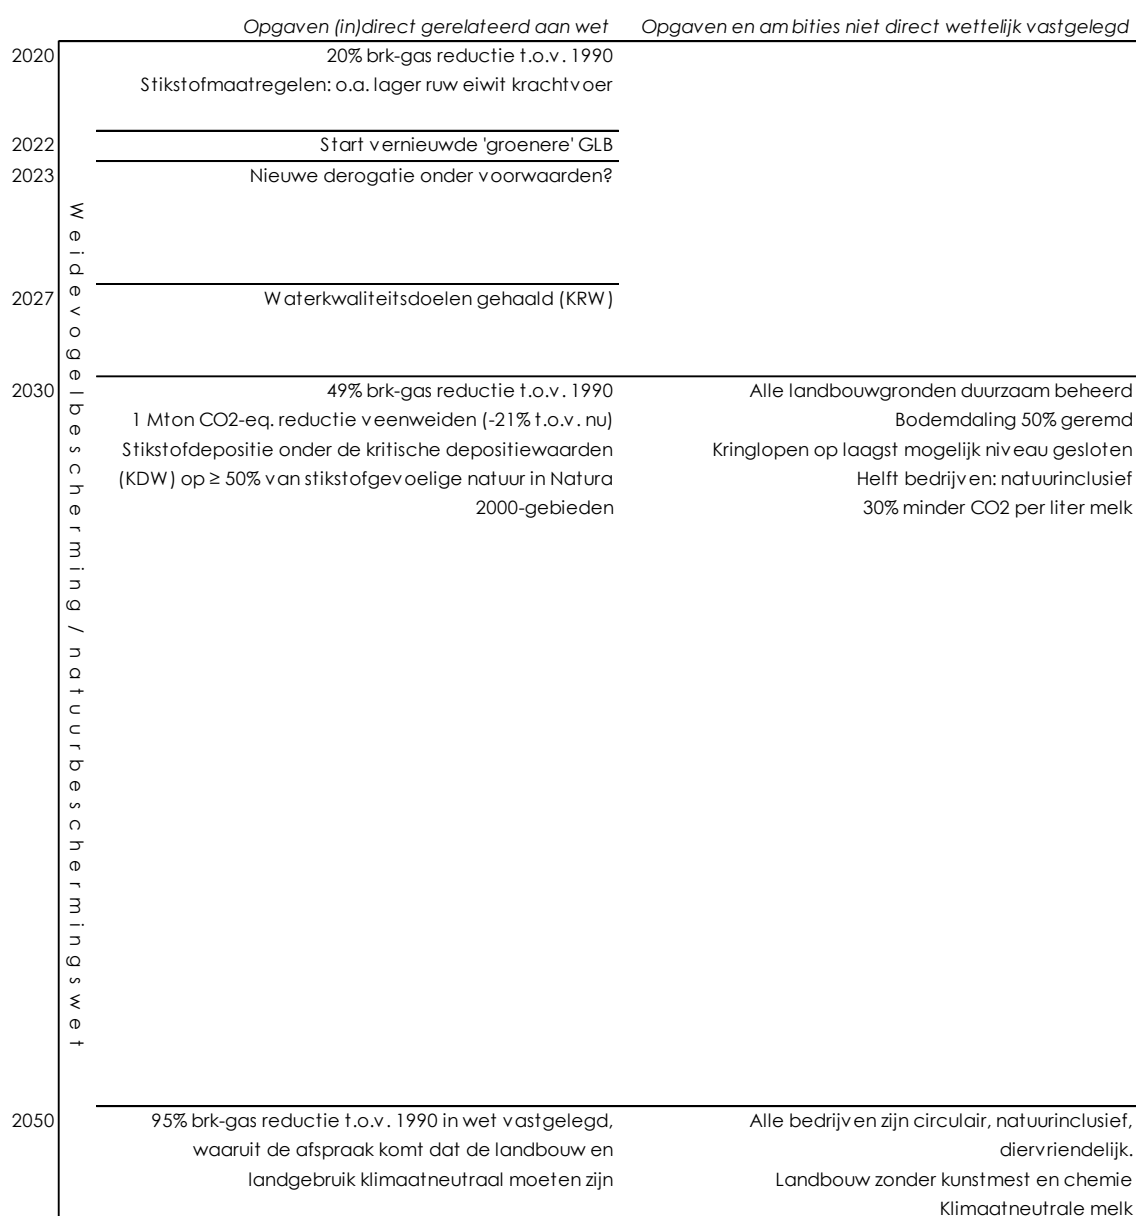 Opgaven (in)direct gerelateerd aan wet Opgaven en ambities niet direct wettelijk vastgelegd
2020 20% brk-gas reductie t.o.v. 1990
Stikstofmaatregelen: o.a. lager ruw eiwit krachtvoer
2022 Start vernieuwde 'groenere' GLB
2023 Nieuwe derogatie onder voorwaarden?
Weidevogelbescherming / natuurbeschermingswet
2027 Waterkwaliteitsdoelen gehaald (KRW)
2030 49% brk-gas reductie t.o.v. 1990 Alle landbouwgronden duurzaam beheerd
1 Mton CO2-eq. reductie veenweiden (-21% t.o.v. nu) Bodemdaling 50% geremd
Stikstofdepositie onder de kritische depositiewaarden Kringlopen op laagst mogelijk niveau gesloten
(KDW) op ≥ 50% van stikstofgevoelige natuur in Natura Helft bedrijven: natuurinclusief
2000-gebieden 30% minder CO2 per liter melk
2050 95% brk-gas reductie t.o.v. 1990 in wet vastgelegd, Alle bedrijven zijn circulair, natuurinclusief,
waaruit de afspraak komt dat de landbouw en diervriendelijk.
landgebruik klimaatneutraal moeten zijn Landbouw zonder kunstmest en chemie
Klimaatneutrale melk